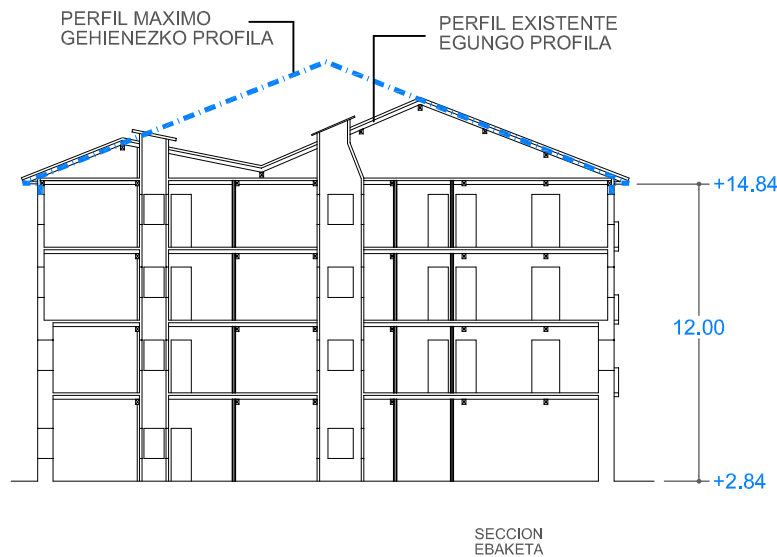 PERFIL MAXIMO
GEHIENEZKO PROFILA
PERFIL EXISTENTE
EGUNGO PROFILA
+14.84
12.00
+2.84
SECCION
EBAKETA